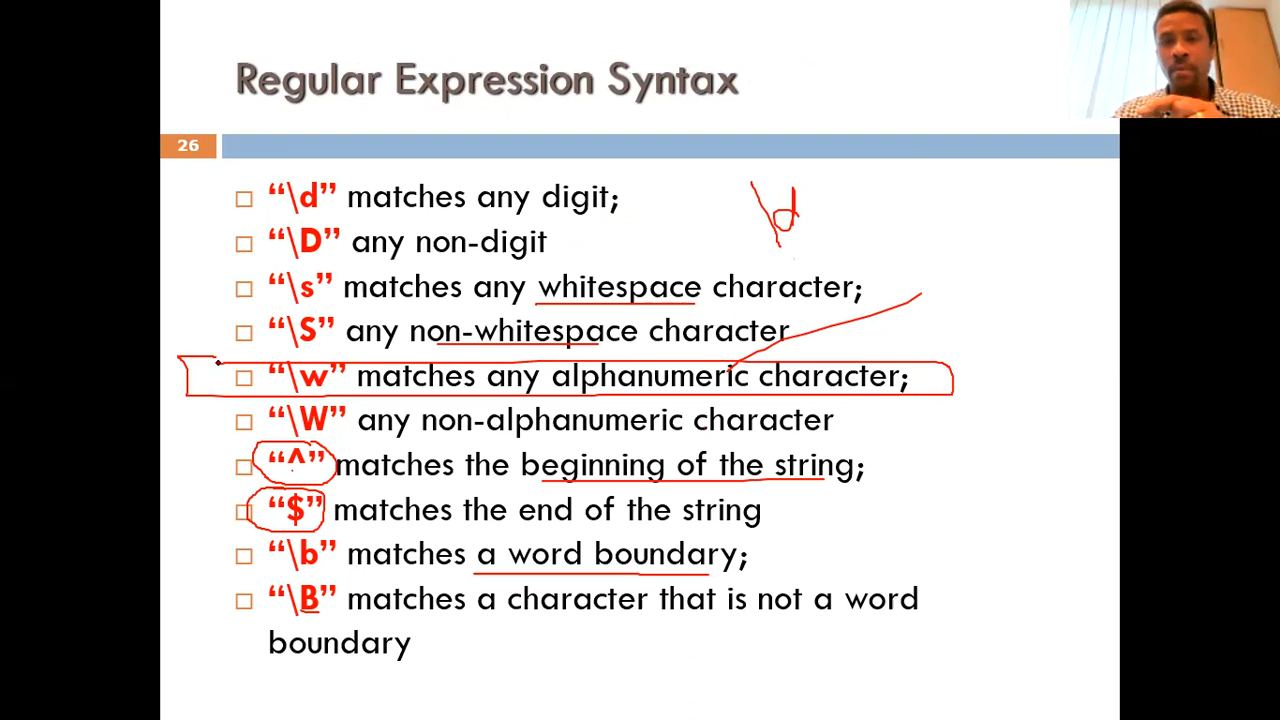 Regular Expression Syntax
26
“\d” matches any digit; \d
“\D” any non-digit
“\s” matches any whitespace character;
“\S” any non-whitespace character
“\w” matches any alphanumeric character;
“\W” any non-alphanumeric character
“^” matches the beginning of the string;
“$” matches the end of the string
“\b” matches a word boundary;
“\B” matches a character that is not a word
boundary